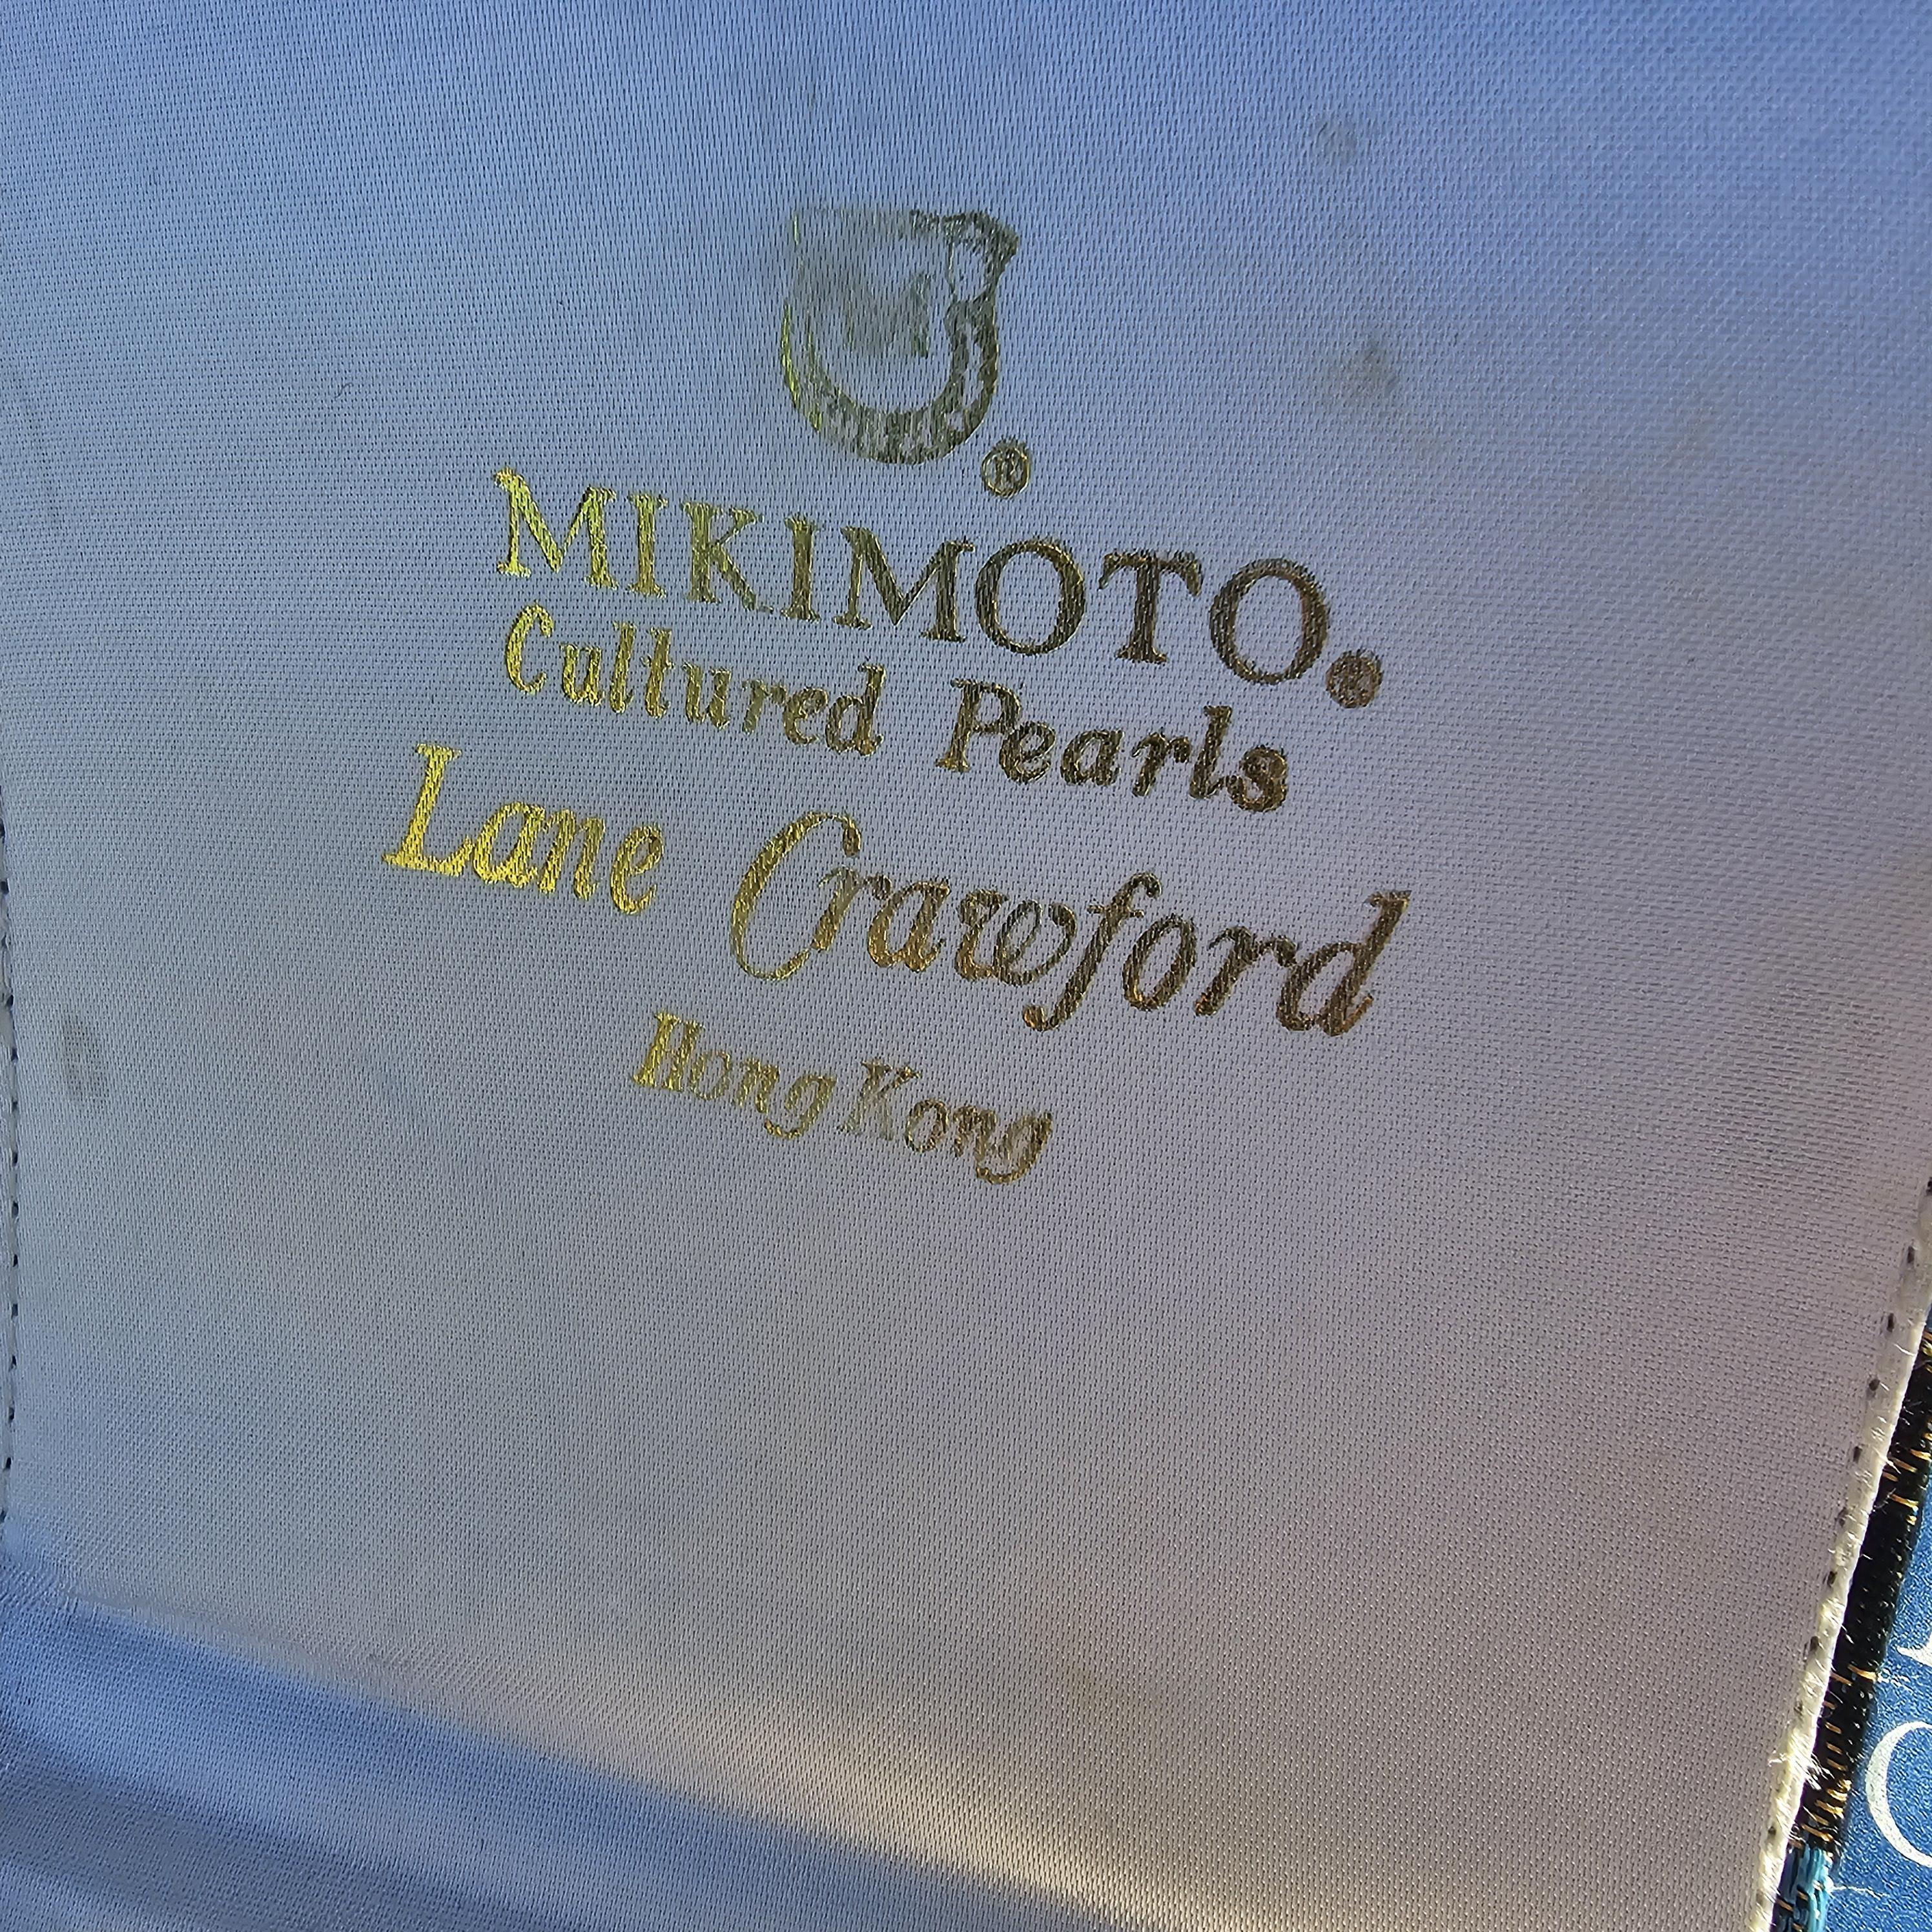 M
®
MIKIMOTO®
Cultured Pearls
Lane Crawford
Hong Kong